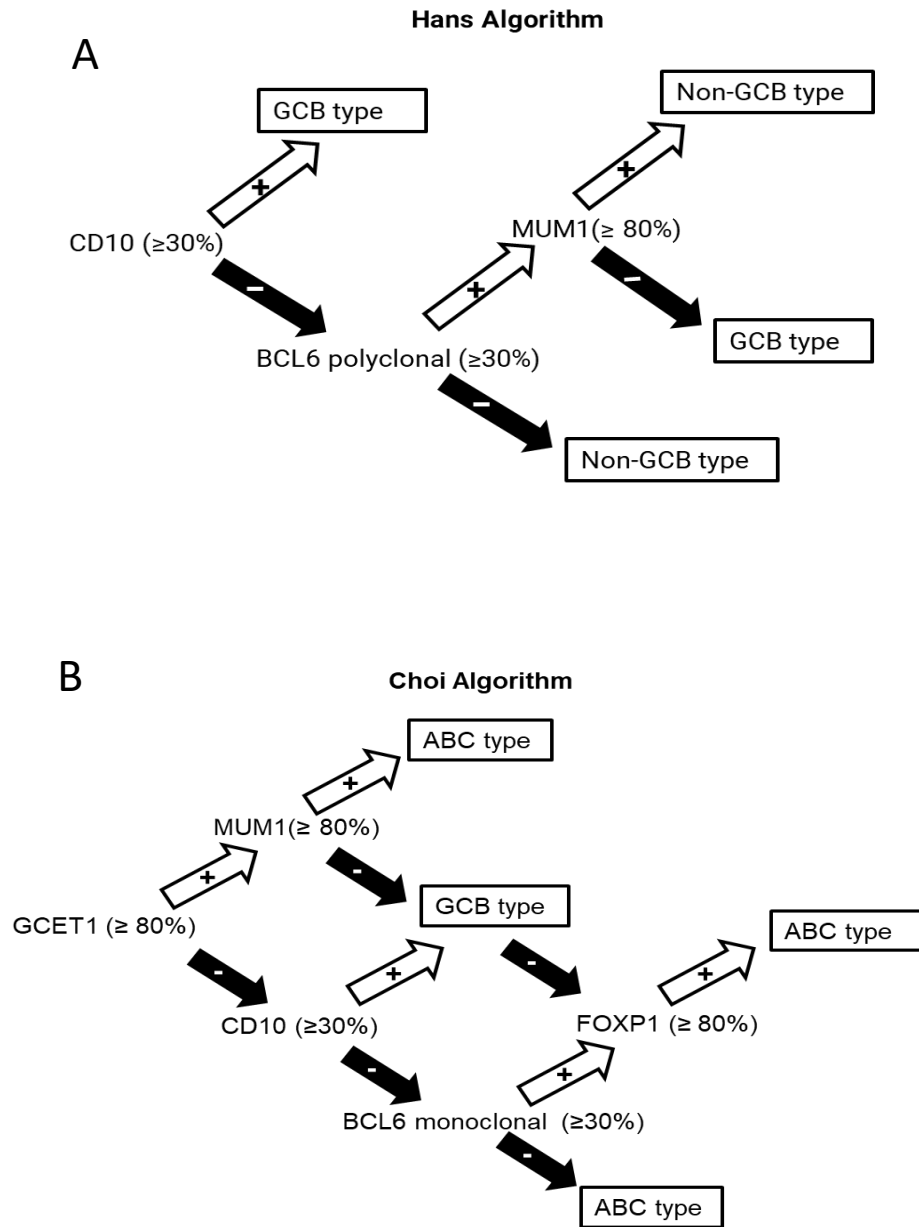 Hans Algorithm
A
GCB type
Non-GCB type
+
+
CD10 (≥30%)
MUM1(≥ 80%)
−
+
−
BCL6 polyclonal (≥30%)
GCB type
−
Non-GCB type
B
Choi Algorithm
ABC type
+
MUM1(≥ 80%)
+
-
GCB type
GCET1 (≥ 80%)
ABC type
-
+
-
+
CD10 (≥30%)
FOXP1 (≥ 80%)
-
+
BCL6 monoclonal (≥30%)
-
ABC type